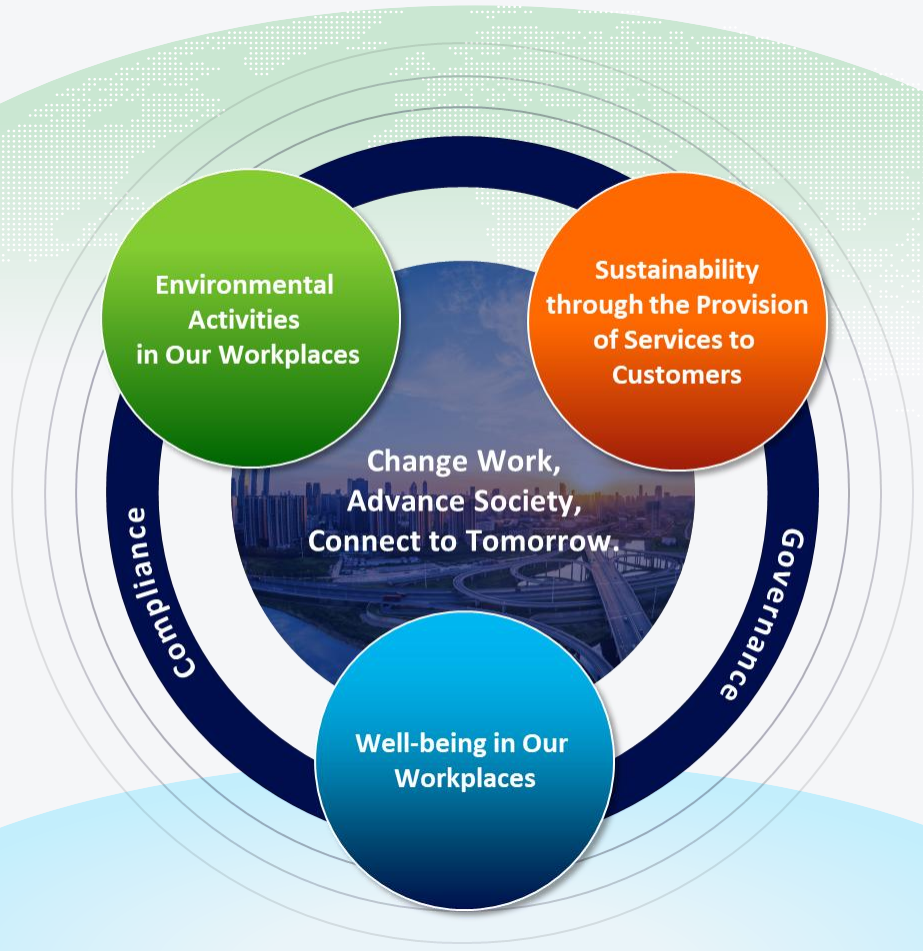 Environmental
Activities
in Our Workplaces
Sustainability
through the Provision
of Services to
Customers
Change Work,
Advance Society,
Connect to Tomorrow.
Compliance
Governance
Well-being in Our
Workplaces